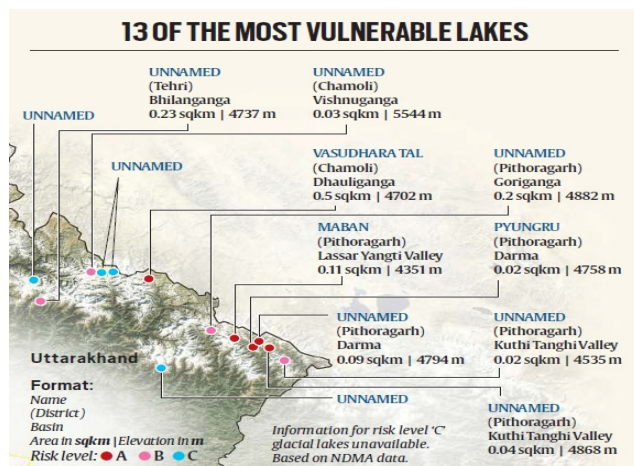 13 OF THE MOST VULNERABLE LAKES
UNNAMED
(Tehri)
Bhilanganga
0.23 sqkm | 4737 m
UNNAMED
(Chamoli)
Vishnuganga
0.03 sqkm | 5544 m
UNNAMED
UNNAMED
VASUDHARA TAL
(Chamoli)
Dhauliganga
0.5 sqkm | 4702 m
UNNAMED
(Pithoragarh)
Goriganga
0.2 sqkm | 4882 m
MABAN
(Pithoragarh)
Lassar Yangti Valley
0.11 sqkm | 4351 m
PYUNGRU
(Pithoragarh)
Darma
0.02 sqkm | 4758 m
UNNAMED
(Pithoragarh)
Darma
0.09 sqkm | 4794 m
UNNAMED
(Pithoragarh)
Kuthi Tanghi Valley
0.02 sqkm | 4535 m
UNNAMED
UNNAMED
(Pithoragarh)
Kuthi Tanghi Valley
0.04 sqkm | 4868 m
Uttarakhand
Format:
Name
(District)
Basin
Area in sqkm | Elevation in m
Risk level: A B C
Information for risk level 'C'
glacial lakes unavailable.
Based on NDMA data.